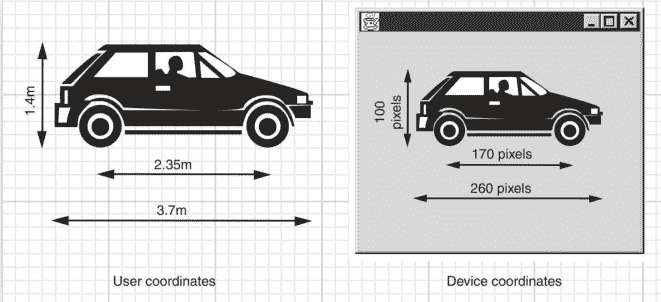 1.4m
2.35m
3.7m
User coordinates
100
pixels
170 pixels
260 pixels
Device coordinates